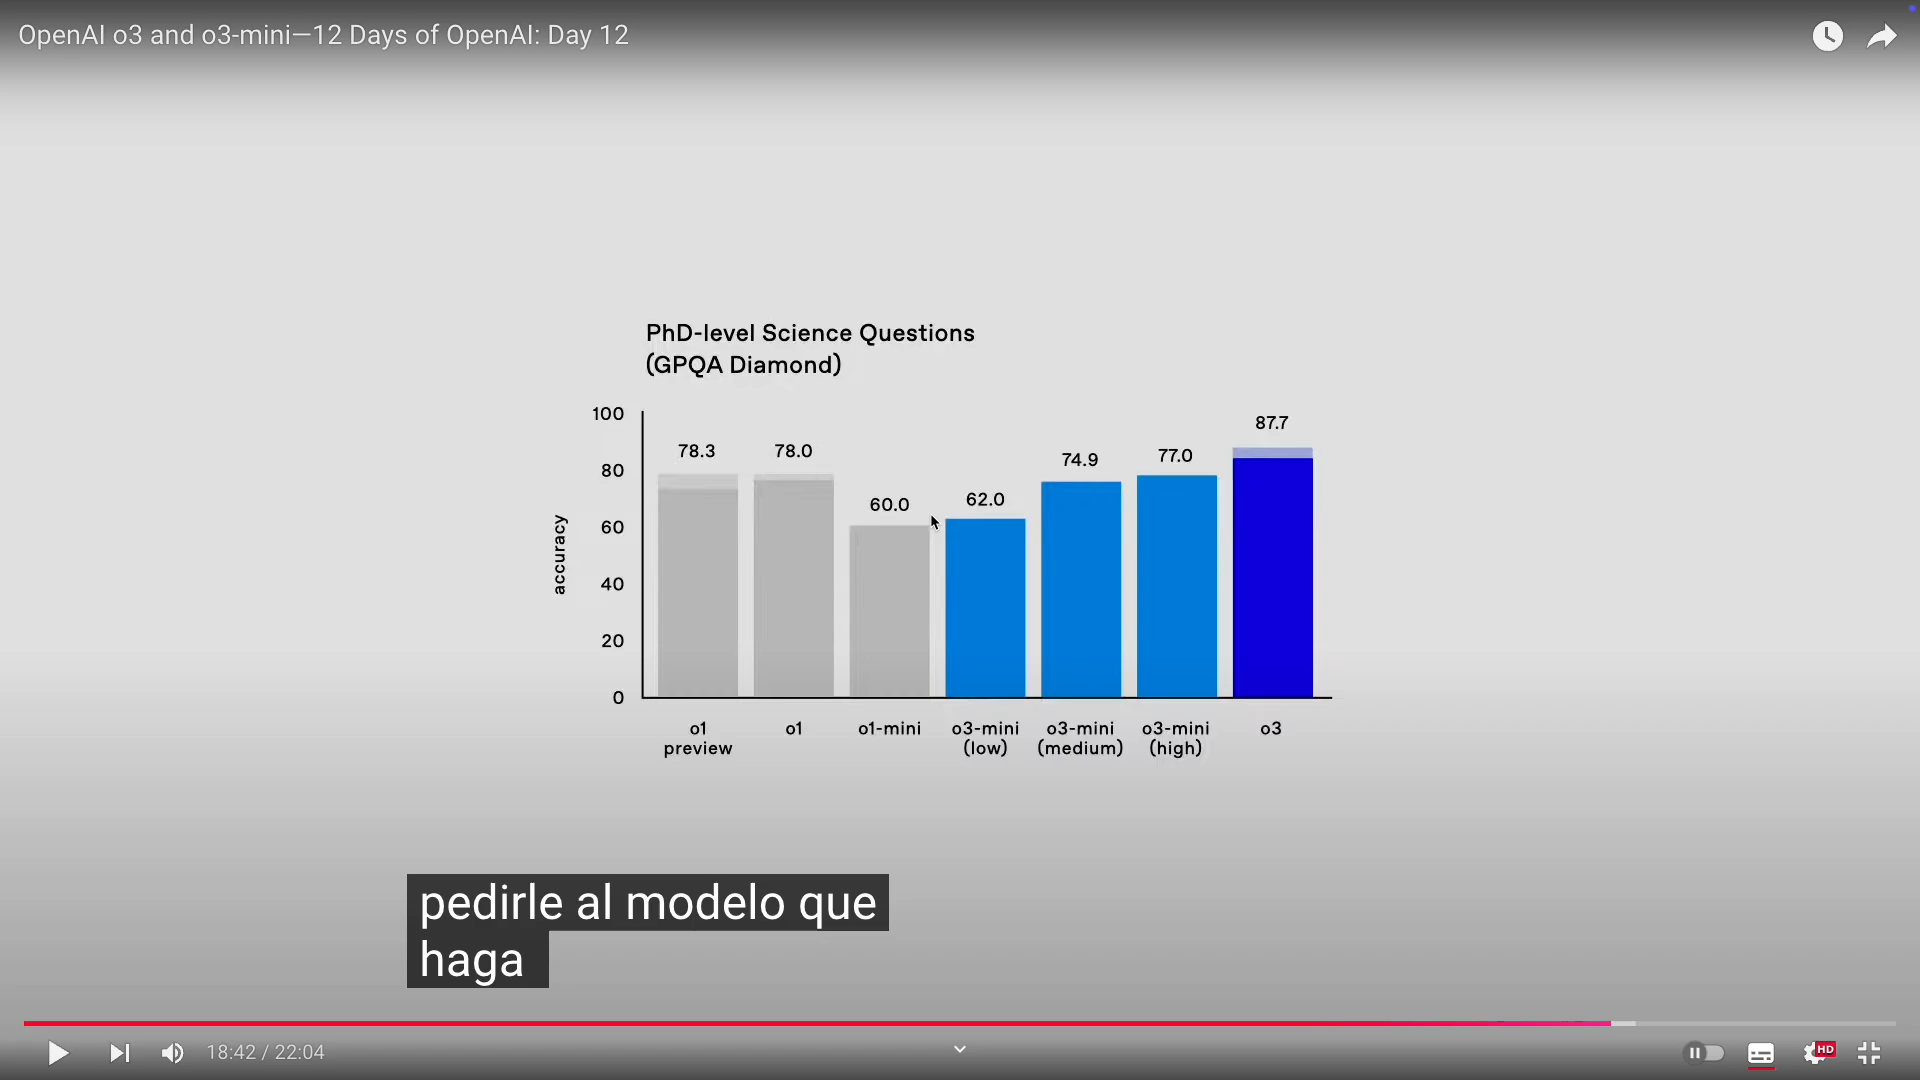 OpenAI o3 and o3-mini—12 Days of OpenAI: Day 12
PhD-level Science Questions
(GPQA Diamond)
accuracy
100
80
60
40
20
0
78.3
78.0
60.0
62.0
74.9
77.0
87.7
o1
preview
o1
o1-mini
o3-mini
(low)
o3-mini
(medium)
o3-mini
(high)
o3
pedirle al modelo que
haga
18:42 / 22:04
HD